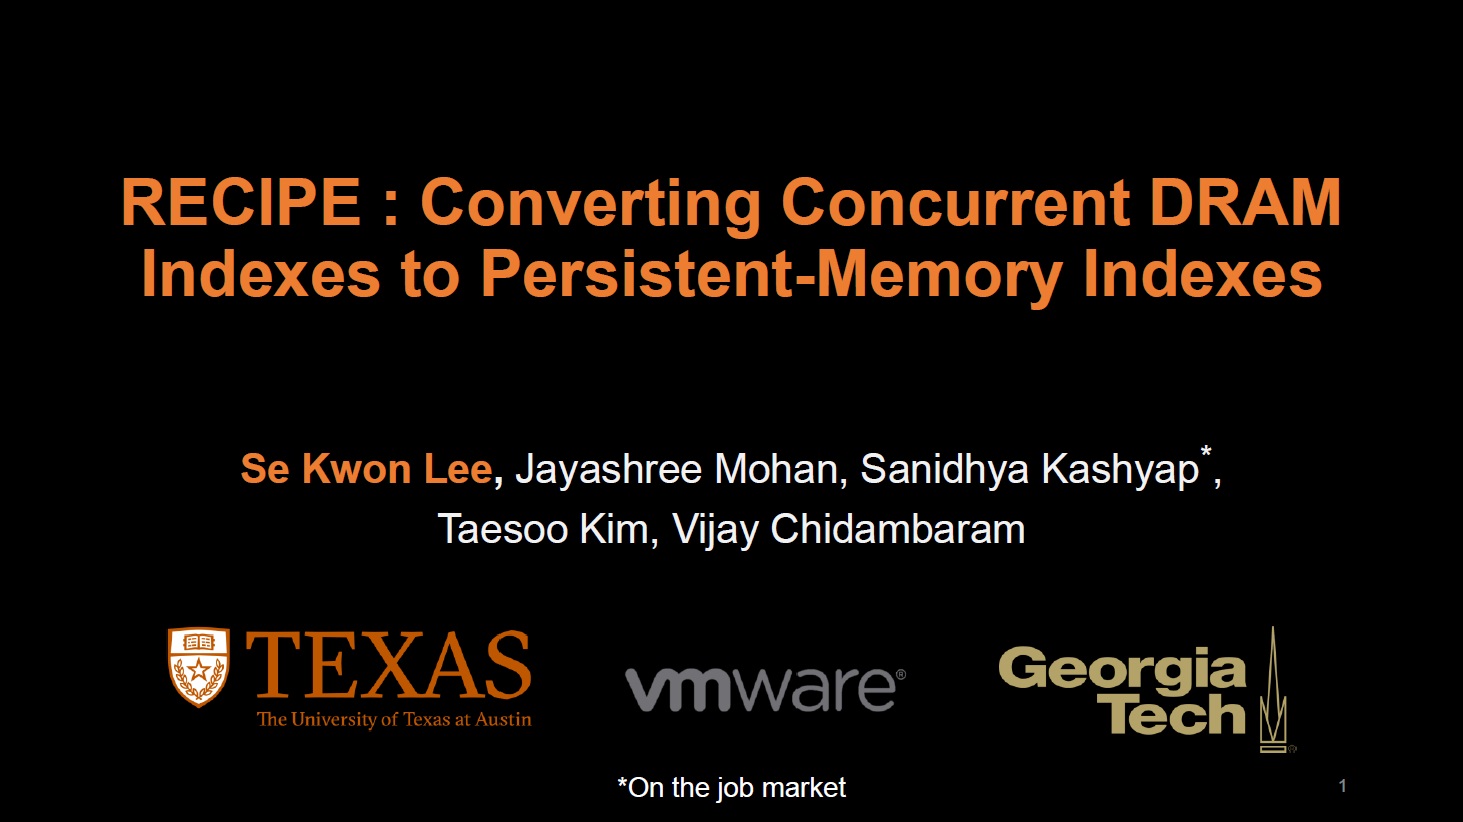 RECIPE : Converting Concurrent DRAM
Indexes to Persistent-Memory Indexes
Se Kwon Lee, Jayashree Mohan, Sanidhya Kashyap*,
Taesoo Kim, Vijay Chidambaram
TEXAS
The University of Texas at Austin
vmware®
Georgia
Tech
®
*On the job market
1